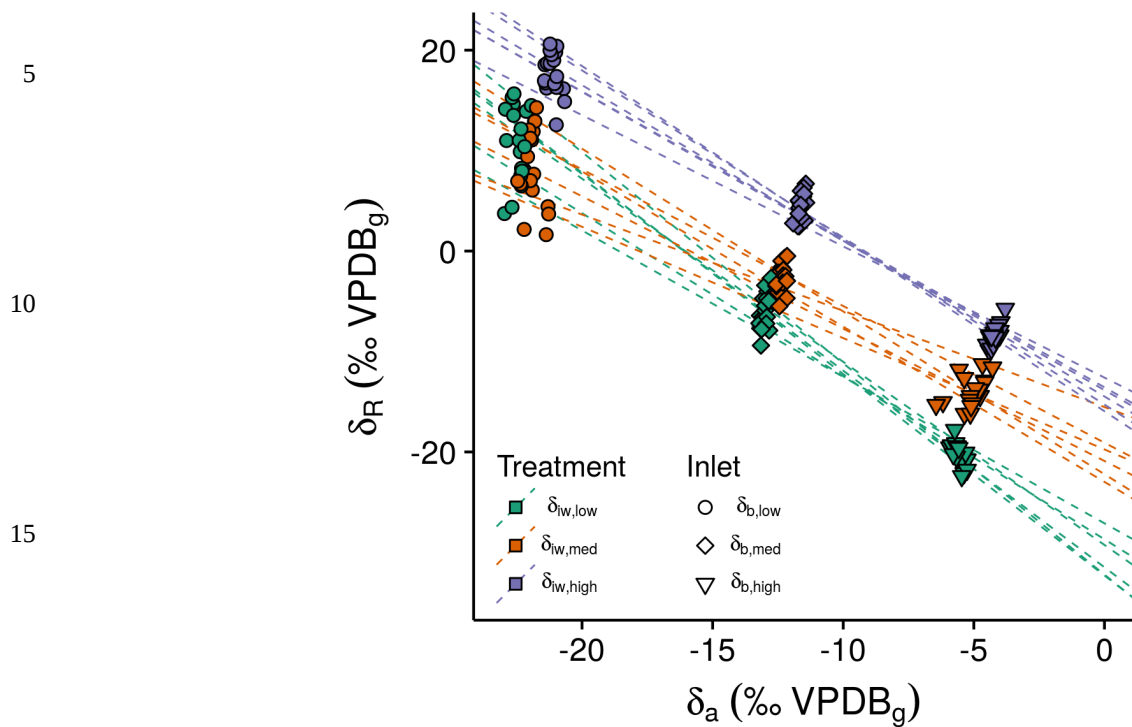 5
10
15
20
0
-20
δR (‰ VPDBg)
Treatment
δiw,low
δiw,med
δiw,high
Inlet
δb,low
δb,med
δb,high
-20 -15 -10 -5 0
δa (‰ VPDBg)